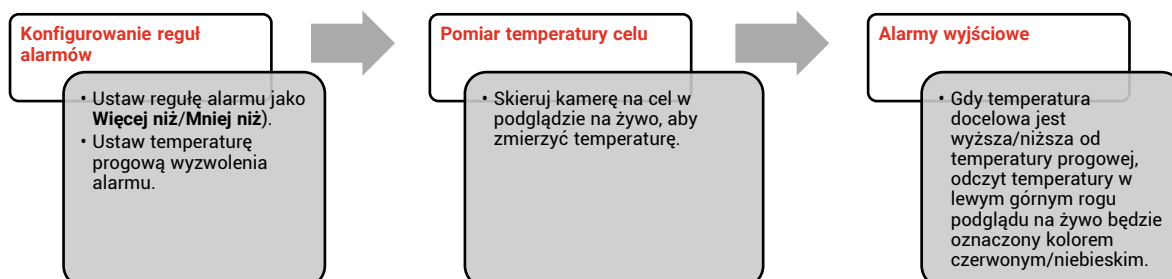 Konfigurowanie reguł
alarmów
• Ustaw regułę alarmu jako
Więcej niż/Mniej niż).
• Ustaw temperaturę
progową wyzwolenia
alarmu.
Pomiar temperatury celu
• Skieruj kamerę na cel w
podglądzie na żywo, aby
zmierzyć temperaturę.
Alarmy wyjściowe
• Gdy temperatura
docelowa jest
wyższa/niższa od
temperatury progowej,
odczyt temperatury w
lewym górnym rogu
podglądu na żywo będzie
oznaczony kolorem
czerwonym/niebieskim.